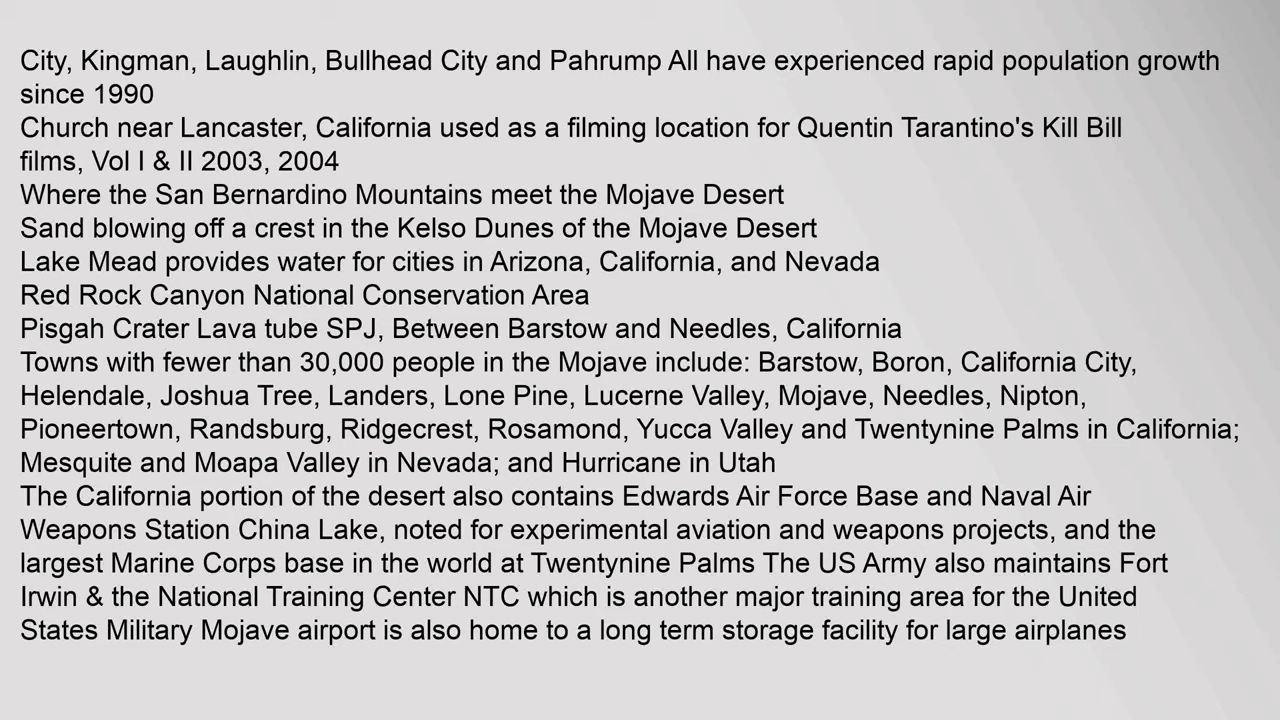 City, Kingman, Laughlin, Bullhead City and Pahrump All have experienced rapid population growth
since 1990
Church near Lancaster, California used as a filming location for Quentin Tarantino's Kill Bill
films, Vol I & II 2003, 2004
Where the San Bernardino Mountains meet the Mojave Desert
Sand blowing off a crest in the Kelso Dunes of the Mojave Desert
Lake Mead provides water for cities in Arizona, California, and Nevada
Red Rock Canyon National Conservation Area
Pisgah Crater Lava tube SPJ, Between Barstow and Needles, California
Towns with fewer than 30,000 people in the Mojave include: Barstow, Boron, California City,
Helendale, Joshua Tree, Landers, Lone Pine, Lucerne Valley, Mojave, Needles, Nipton,
Pioneertown, Randsburg, Ridgecrest, Rosamond, Yucca Valley and Twentynine Palms in California;
Mesquite and Moapa Valley in Nevada; and Hurricane in Utah
The California portion of the desert also contains Edwards Air Force Base and Naval Air
Weapons Station China Lake, noted for experimental aviation and weapons projects, and the
largest Marine Corps base in the world at Twentynine Palms The US Army also maintains Fort
Irwin & the National Training Center NTC which is another major training area for the United
States Military Mojave airport is also home to a long term storage facility for large airplanes